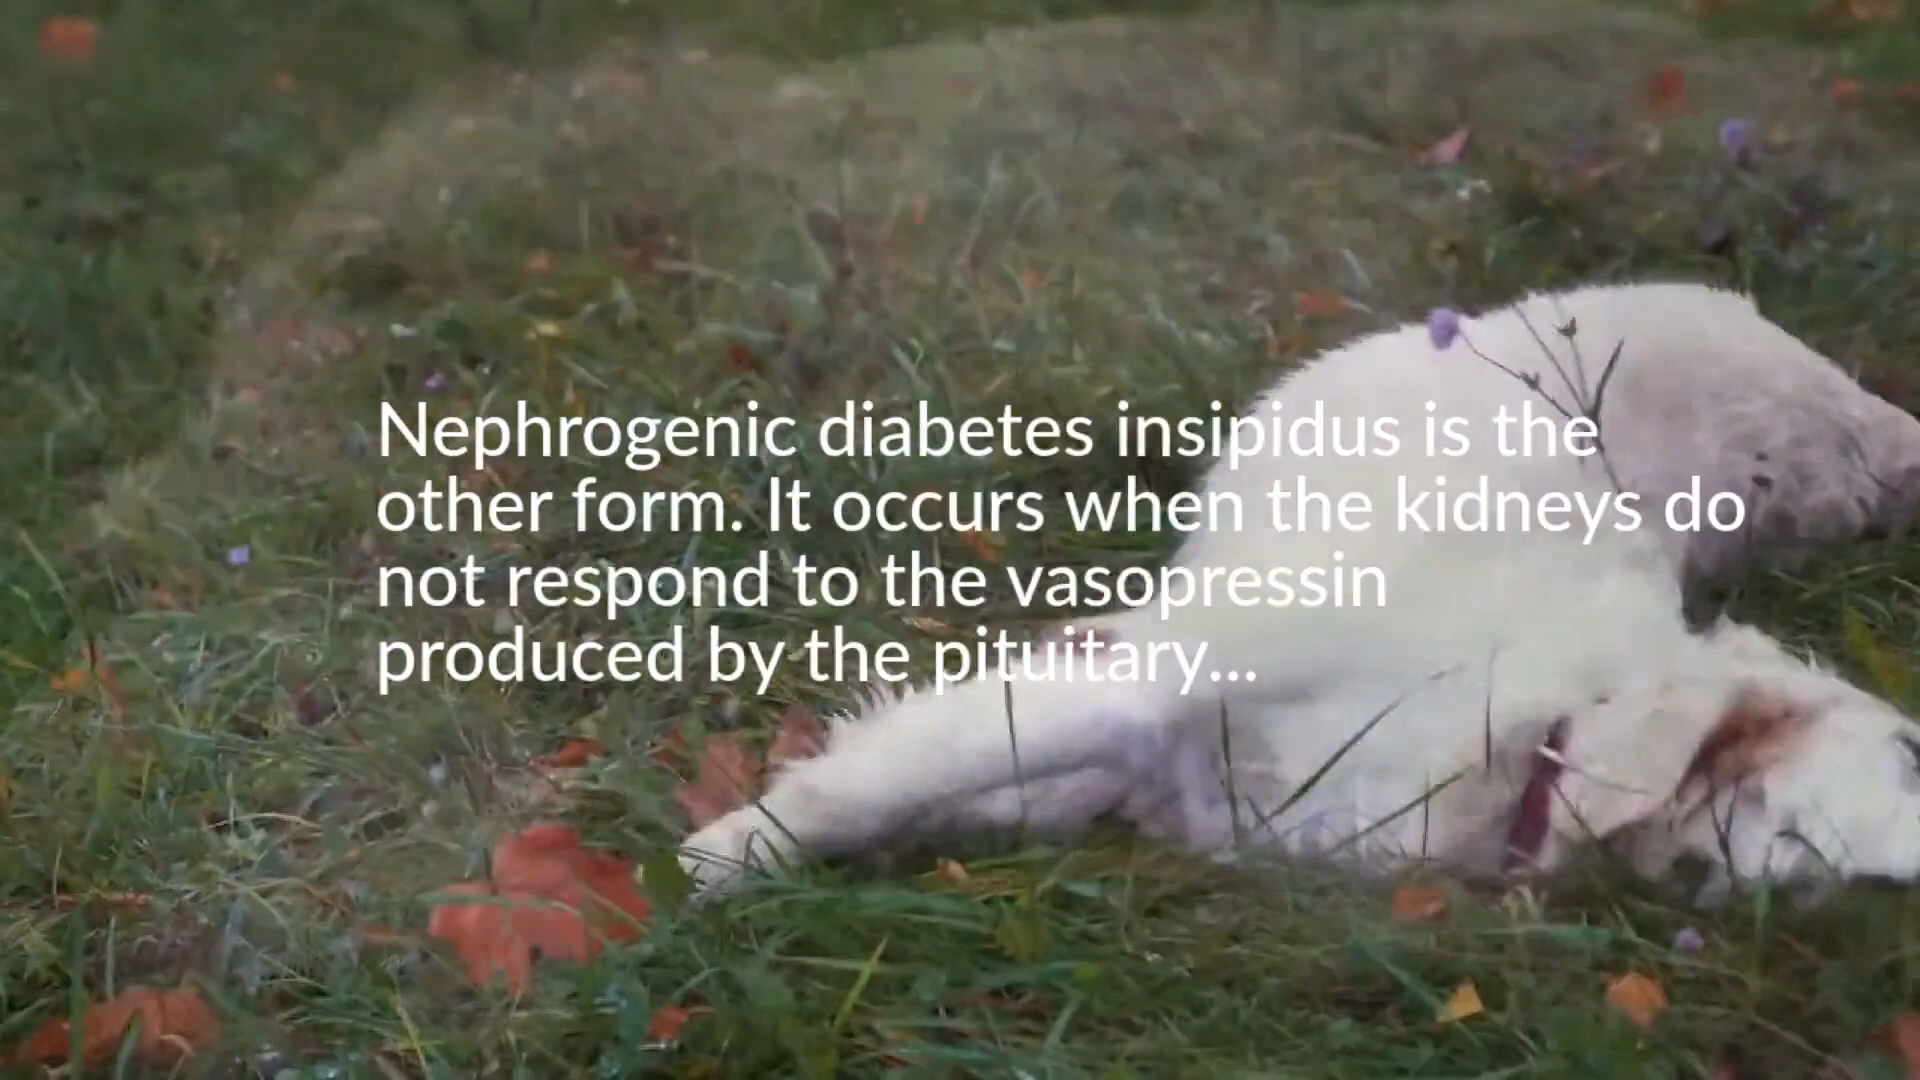 Nephrogenic diabetes insipidus is the
other form. It occurs when the kidneys do
not respond to the vasopressin
produced by the pituitary...